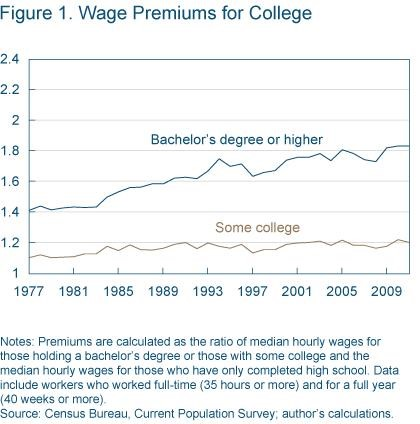 Figure 1. Wage Premiums for College
2.4
2.2
2
Bachelor's degree or higher
1.8
1.6
1.4
Some college
1.2
1
1977 1981 1985 1989 1993 1997 2001 2005 2009
Notes: Premiums are calculated as the ratio of median hourly wages for
those holding a bachelor's degree or those with some college and the
median hourly wages for those who have only completed high school. Data
include workers who worked full-time (35 hours or more) and for a full year
(40 weeks or more).
Source: Census Bureau, Current Population Survey; author's calculations.